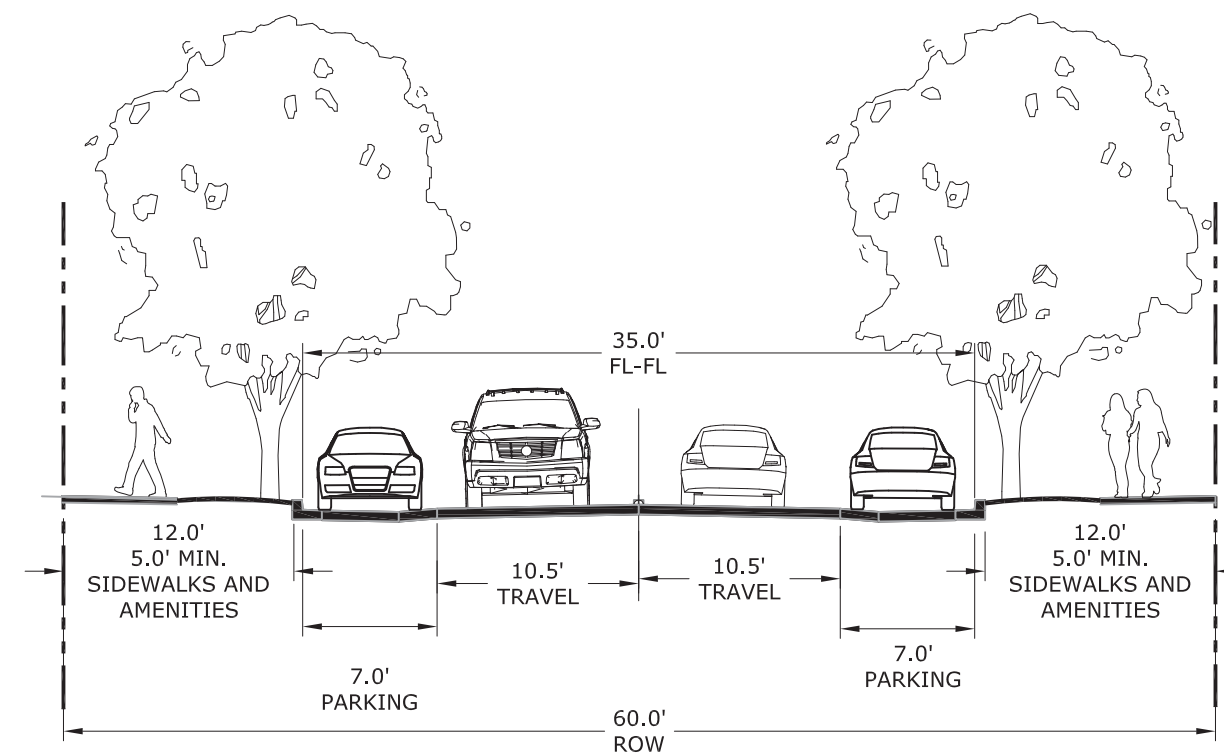 35.0'
FL-FL
12.0'
5.0' MIN.
SIDEWALKS AND
AMENITIES
10.5'
TRAVEL
10.5'
TRAVEL
12.0'
5.0' MIN.
SIDEWALKS AND
AMENITIES
7.0'
PARKING
7.0'
PARKING
60.0'
ROW